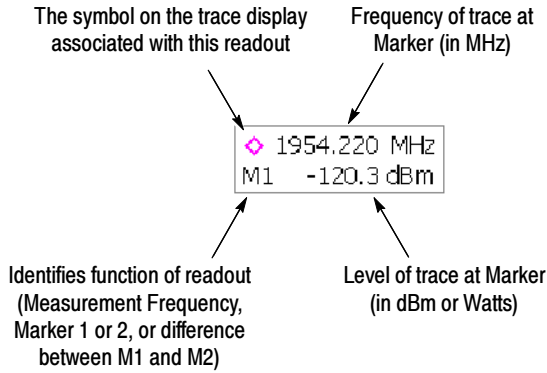 The symbol on the trace display
associated with this readout
Frequency of trace at
Marker (in MHz)
1954.220 MHz
M1 -120.3 dBm
Identifies function of readout
(Measurement Frequency,
Marker 1 or 2, or difference
between M1 and M2)
Level of trace at Marker
(in dBm or Watts)